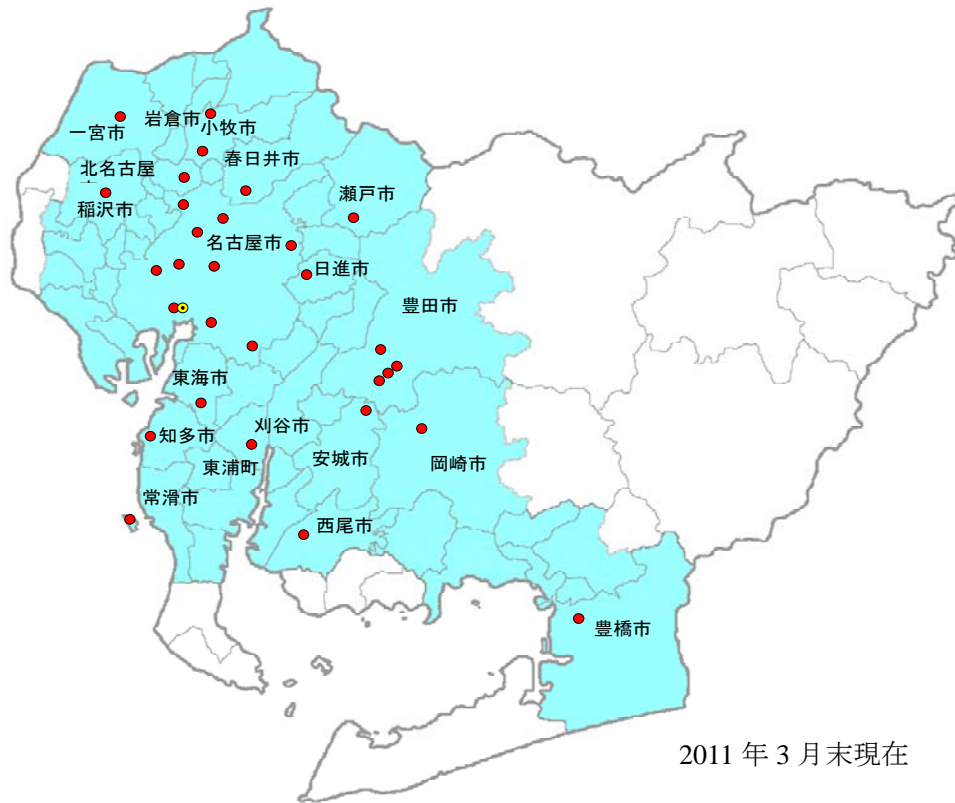 岩倉市
一宮市
小牧市
北名古屋
春日井市
瀬戸市
稲沢市
名古屋市
日進市
豊田市
東海市
知多市
刈谷市
東浦町
安城市
岡崎市
常滑市
西尾市
豊橋市
2011 年 3 月末現在